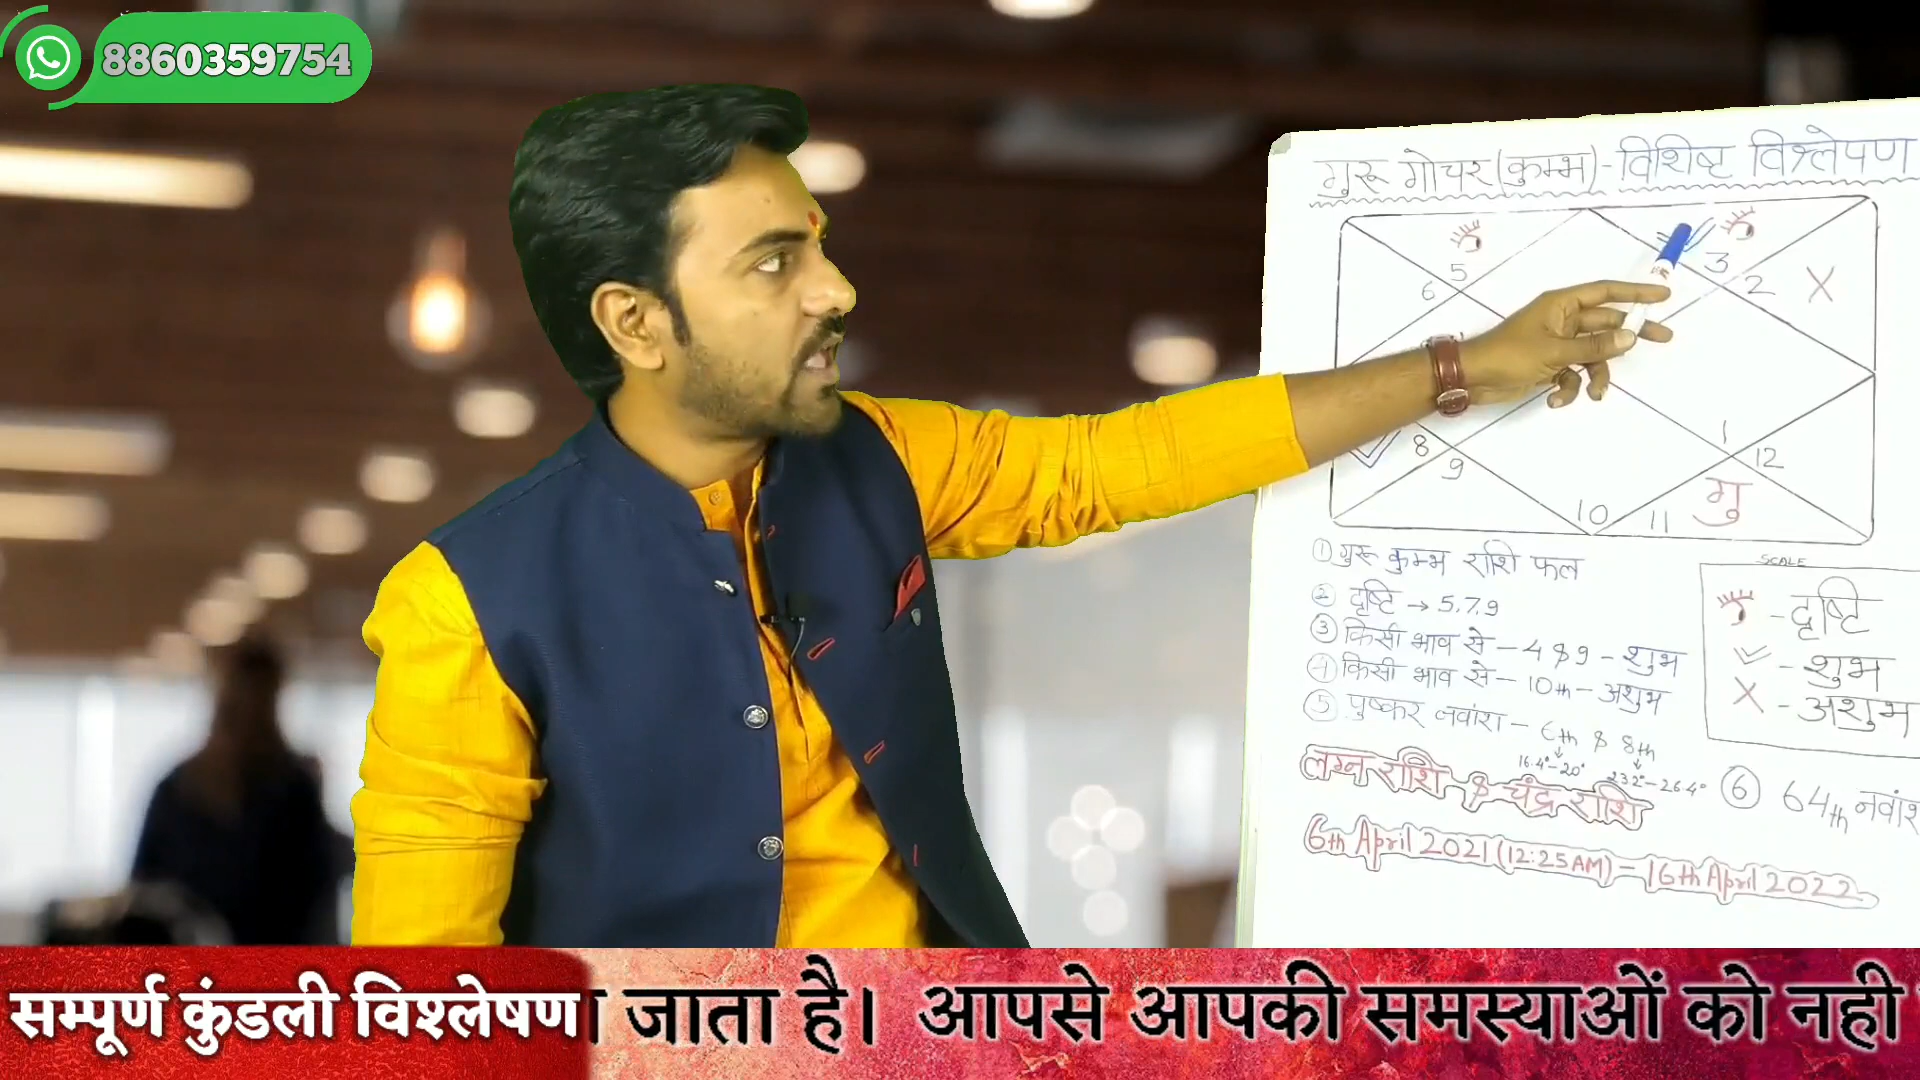 8860359754
गुरू गोचर (कुम्भ) - विशिष्ट विश्लेषण
5
3
6
2
X
8
9
1
12
गु
10
11
① गुरू कुम्भ राशि फल
② दृष्टि → 5,7,9
③ किसी भाव से - 4 & 9 - शुभ
④ किसी भाव से - 10th - अशुभ
⑤ पुष्कर नवांश - 6th & 8th
16.4° - 20° 23.2° - 26.4°
SCALE
- दृष्टि
- शुभ
X - अशुभ
लग्न राशि & चंद्र राशि
⑥ 64th नवांश
6th April 2021 (12:25 AM) - 16th April 2022
सम्पूर्ण कुंडली विश्लेषण
जाता है। आपसे आपकी समस्याओं को नही